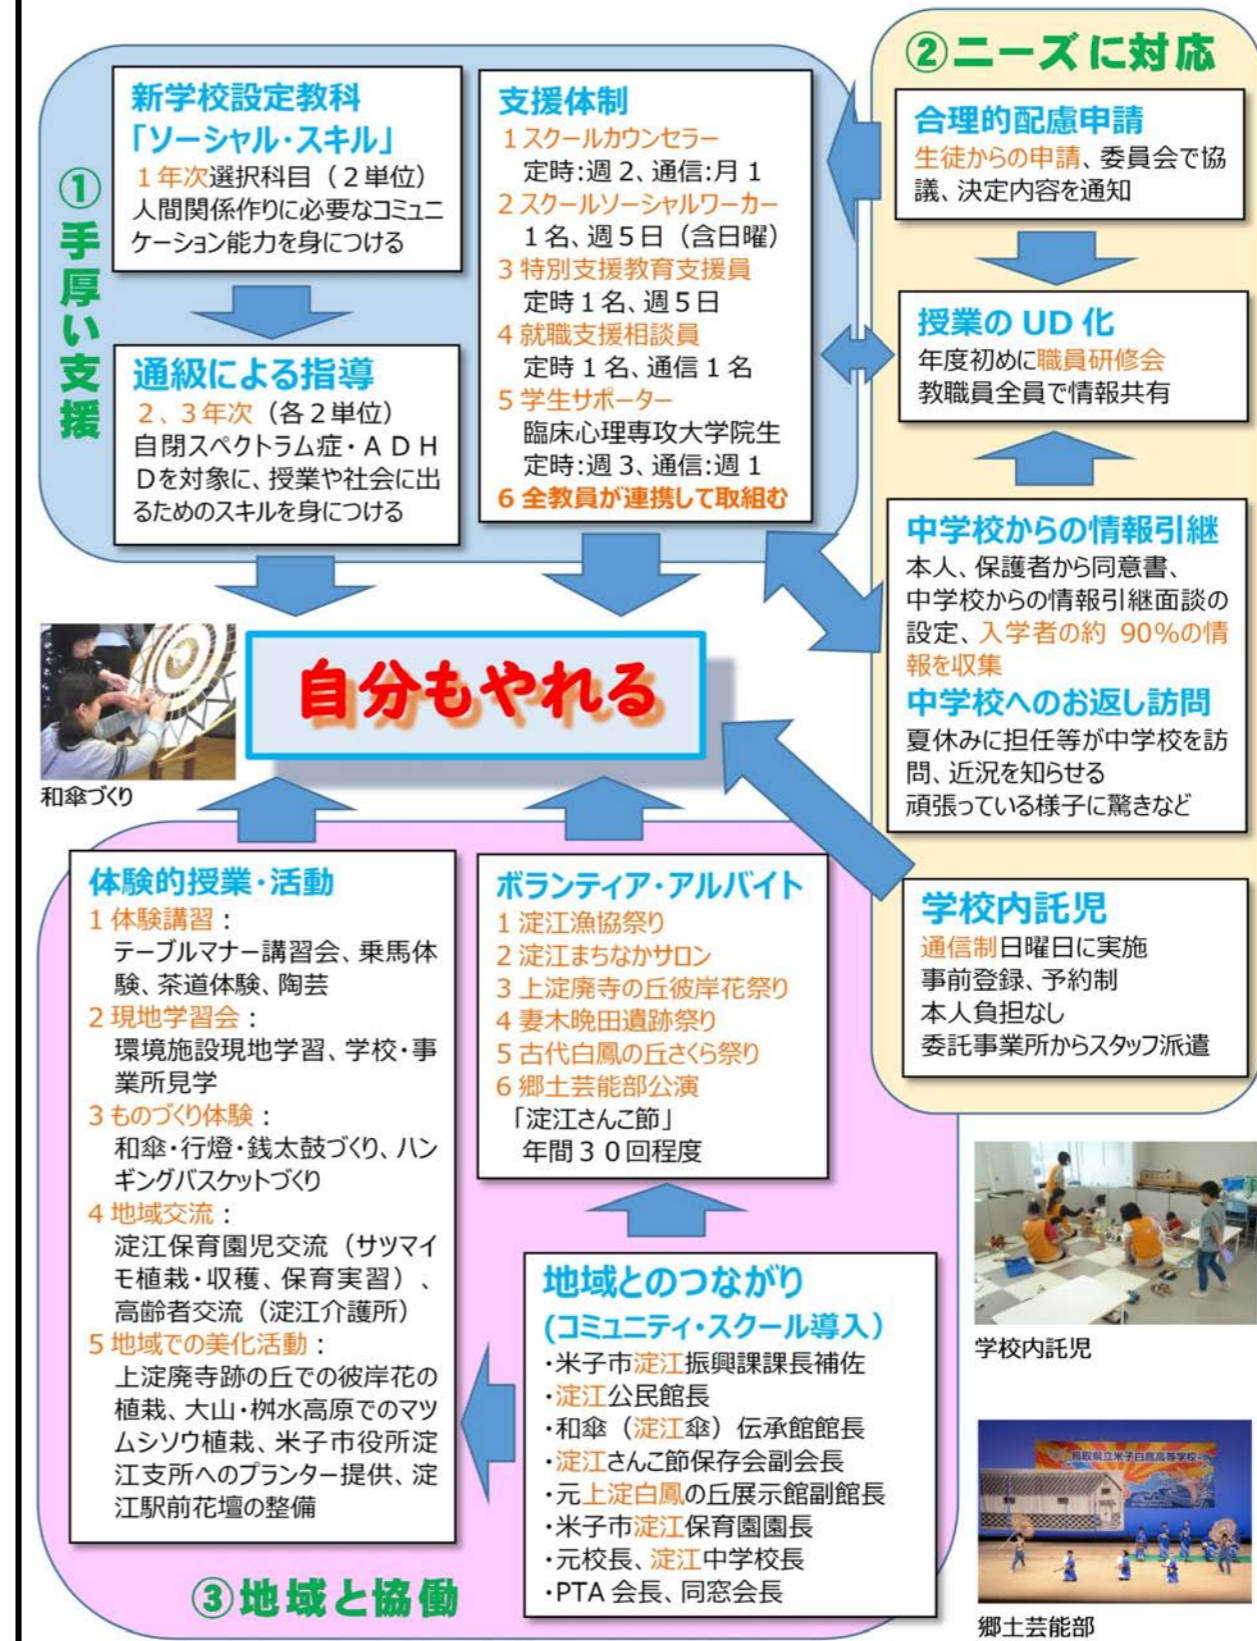 ①手厚い支援
新学校設定教科
「ソーシャル・スキル」
１年次選択科目（２単位）
人間関係作りに必要なコミュニ
ケーション能力を身につける
通級による指導
２、３年次（各２単位）
自閉スペクトラム症・ＡＤＨ
Ｄを対象に、授業や社会に出
るためのスキルを身につける
支援体制
1 スクールカウンセラー
定時:週２、通信:月１
2 スクールソーシャルワーカー
１名、週５日（含日曜）
3 特別支援教育支援員
定時１名、週５日
4 就職支援相談員
定時１名、通信１名
5 学生サポーター
臨床心理専攻大学院生
定時:週３、通信:週１
6 全教員が連携して取組む
②ニーズに対応
合理的配慮申請
生徒からの申請、委員会で協
議、決定内容を通知
授業の UD 化
年度初めに職員研修会
教職員全員で情報共有
中学校からの情報引継
本人、保護者から同意書、
中学校からの情報引継面談の
設定、入学者の約 90%の情
報を収集
中学校へのお返し訪問
夏休みに担任等が中学校を訪
問、近況を知らせる
頑張っている様子に驚きなど
学校内託児
通信制日曜日に実施
事前登録、予約制
本人負担なし
委託事業所からスタッフ派遣
自分もやれる
和傘づくり
体験的授業・活動
1 体験講習：
テーブルマナー講習会、乗馬体
験、茶道体験、陶芸
2 現地学習会：
環境施設現地学習、学校・事
業所見学
3 ものづくり体験：
和傘・行燈・銭太鼓づくり、ハン
ギングバスケットづくり
4 地域交流：
淀江保育園児交流（サツマイ
モ植栽・収穫、保育実習）、
高齢者交流（淀江介護所）
5 地域での美化活動：
上淀廃寺跡の丘での彼岸花の
植栽、大山・桝水高原でのマツ
ムシソウ植栽、米子市役所淀
江支所へのプランター提供、淀
江駅前花壇の整備
ボランティア・アルバイト
1 淀江漁協祭り
2 淀江まちなかサロン
3 上淀廃寺の丘彼岸花祭り
4 妻木晩田遺跡祭り
5 古代白鳳の丘さくら祭り
6 郷土芸能部公演
「淀江さんこ節」
年間３０回程度
地域とのつながり
(コミュニティ・スクール導入）
・米子市淀江振興課課長補佐
・淀江公民館長
・和傘（淀江傘）伝承館館長
・淀江さんこ節保存会副会長
・元上淀白鳳の丘展示館副館長
・米子市淀江保育園園長
・元校長、淀江中学校長
・PTA 会長、同窓会長
③地域と協働
学校内託児
鳥取県立米子白鳳高等学校
郷土芸能部